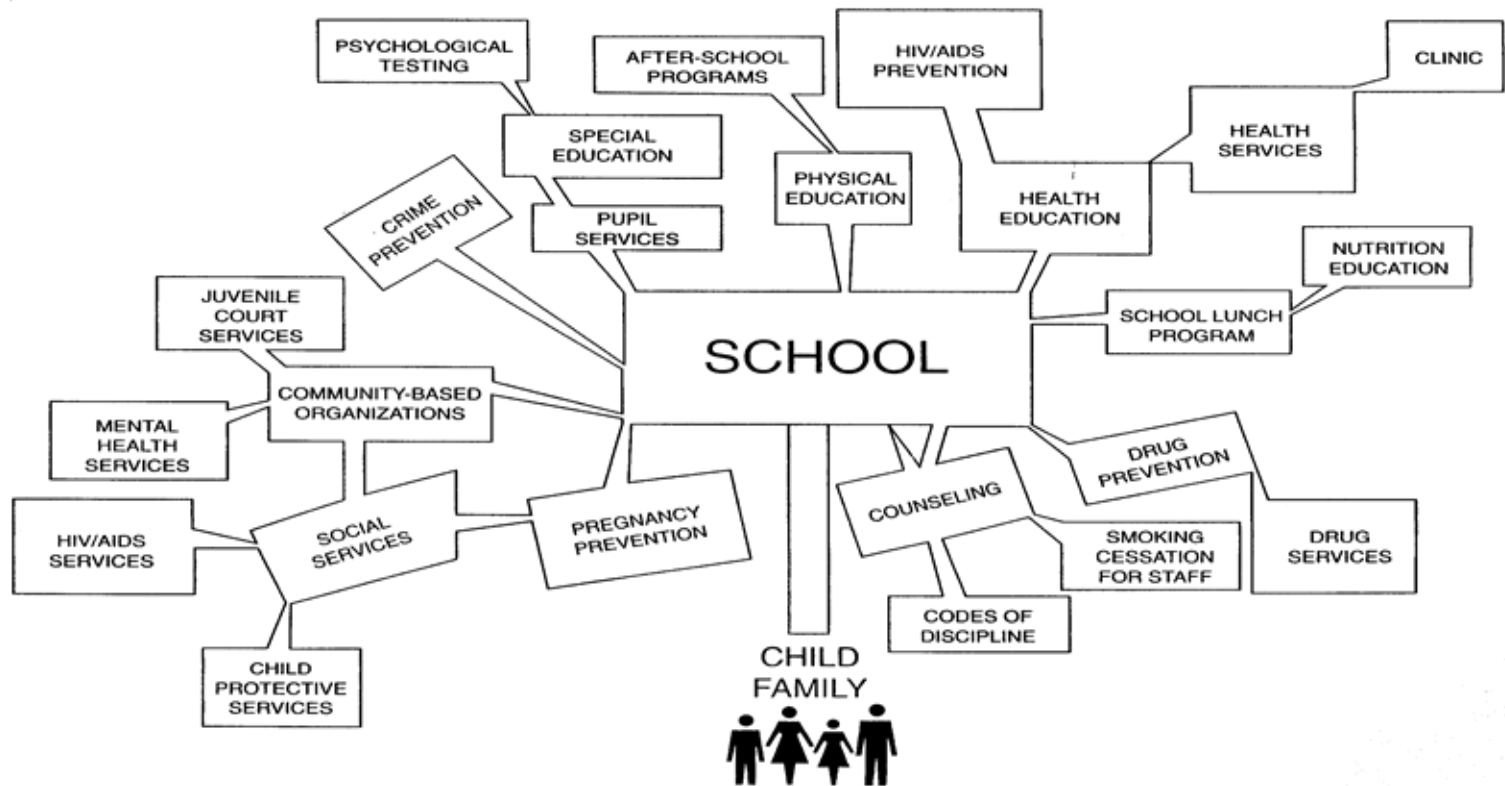 PSYCHOLOGICAL
TESTING
AFTER-SCHOOL
PROGRAMS
HIV/AIDS
PREVENTION
CLINIC
SPECIAL
EDUCATION
HEALTH
SERVICES
CRIME
PREVENTION
PUPIL
SERVICES
PHYSICAL
EDUCATION
HEALTH
EDUCATION
NUTRITION
EDUCATION
JUVENILE
COURT
SERVICES
SCHOOL LUNCH
PROGRAM
SCHOOL
COMMUNITY-BASED
ORGANIZATIONS
MENTAL
HEALTH
SERVICES
DRUG
PREVENTION
COUNSELING
HIV/AIDS
SERVICES
SOCIAL
SERVICES
PREGNANCY
PREVENTION
SMOKING
CESSATION
FOR STAFF
DRUG
SERVICES
CODES OF
DISCIPLINE
CHILD
PROTECTIVE
SERVICES
CHILD
FAMILY